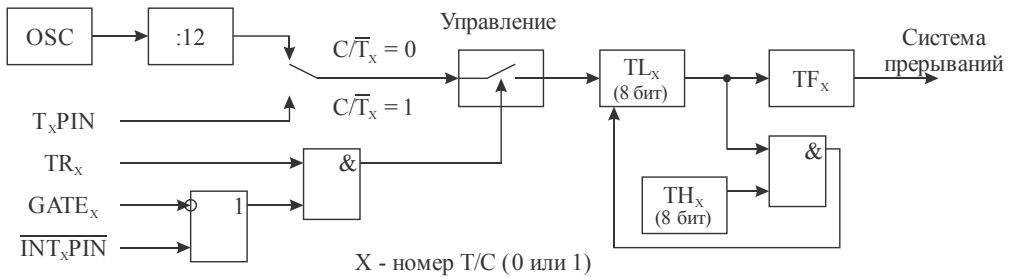 Управление
OSC
:12
C/T̅ₓ = 0
C/T̅ₓ = 1
TLₓ
(8 бит)
TFₓ
Система
прерываний
TₓPIN
TRₓ
GATEₓ
I̅N̅T̅ₓP̅I̅N̅
1
&
THₓ
(8 бит)
&
X - номер T/C (0 или 1)